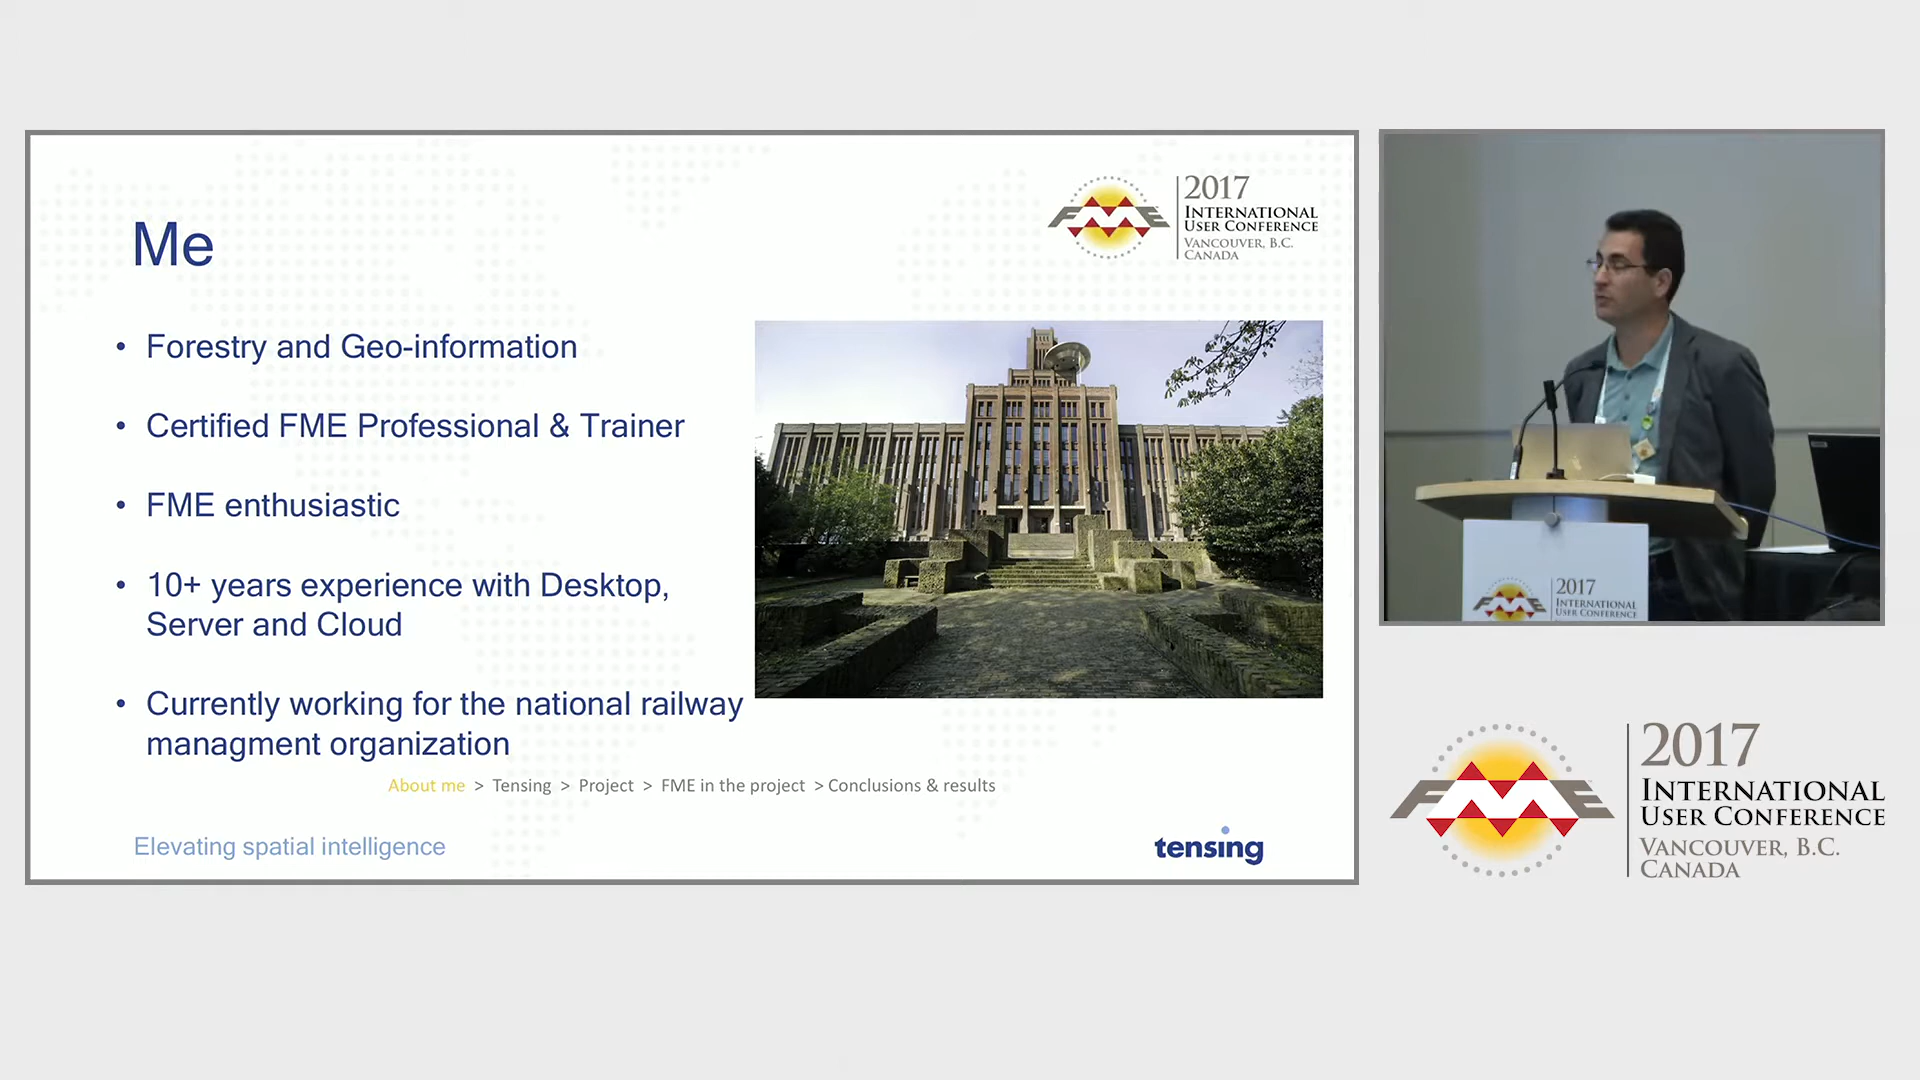 Me
2017
INTERNATIONAL
USER CONFERENCE
VANCOUVER, B.C.
CANADA
FME
• Forestry and Geo-information
• Certified FME Professional & Trainer
• FME enthusiastic
• 10+ years experience with Desktop,
Server and Cloud
• Currently working for the national railway
managment organization
About me > Tensing > Project > FME in the project > Conclusions & results
Elevating spatial intelligence
tensing
FME
2017
INTERNATIONAL
USER CONFERENCE
FME
2017
INTERNATIONAL
USER CONFERENCE
VANCOUVER, B.C.
CANADA